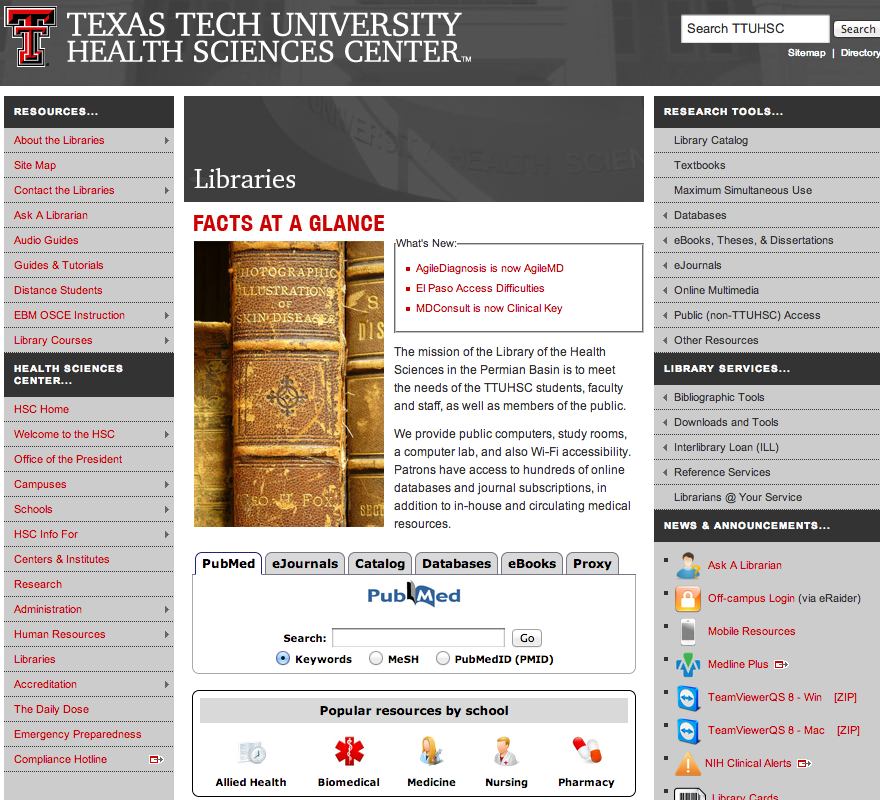 TEXAS TECH UNIVERSITY
HEALTH SCIENCES CENTER™
Search TTUHSC
Search
Sitemap | Directory
RESOURCES...
About the Libraries
Site Map
Contact the Libraries
Ask A Librarian
Audio Guides
Guides & Tutorials
Distance Students
EBM OSCE Instruction
Library Courses
HEALTH SCIENCES
CENTER...
HSC Home
Welcome to the HSC
Office of the President
Campuses
Schools
HSC Info For
Centers & Institutes
Research
Administration
Human Resources
Libraries
Accreditation
The Daily Dose
Emergency Preparedness
Compliance Hotline
Libraries
FACTS AT A GLANCE
HOTOGRAPHIC
ILLUSTRATIONS
OF
SKIN DISEASES
GEO. H. FOX
What's New:
AgileDiagnosis is now AgileMD
El Paso Access Difficulties
MDConsult is now Clinical Key
The mission of the Library of the Health
Sciences in the Permian Basin is to meet
the needs of the TTUHSC students, faculty
and staff, as well as members of the public.
We provide public computers, study rooms,
a computer lab, and also Wi-Fi accessibility.
Patrons have access to hundreds of online
databases and journal subscriptions, in
addition to in-house and circulating medical
resources.
PubMed eJournals Catalog Databases eBooks Proxy
PubMed
Search: Go
Keywords MeSH PubMedID (PMID)
Popular resources by school
Allied Health Biomedical Medicine Nursing Pharmacy
RESEARCH TOOLS...
Library Catalog
Textbooks
Maximum Simultaneous Use
Databases
eBooks, Theses, & Dissertations
eJournals
Online Multimedia
Public (non-TTUHSC) Access
Other Resources
LIBRARY SERVICES...
Bibliographic Tools
Downloads and Tools
Interlibrary Loan (ILL)
Reference Services
Librarians @ Your Service
NEWS & ANNOUNCEMENTS...
Ask A Librarian
Off-campus Login (via eRaider)
Mobile Resources
Medline Plus
TeamViewerQS 8 - Win [ZIP]
TeamViewerQS 8 - Mac [ZIP]
NIH Clinical Alerts
Library Cards